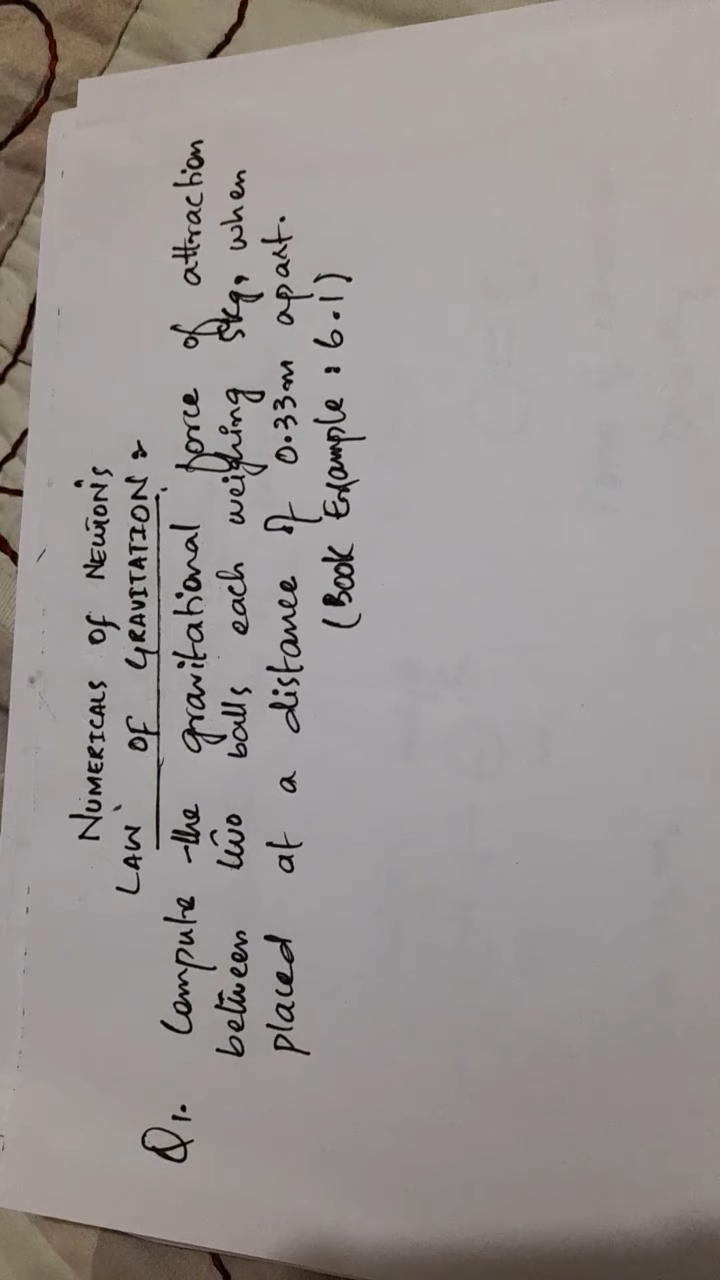 NUMERICALS OF NEWTON'S
LAW OF GRAVITATION:
Q1. Compute the gravitational force of attraction
between two balls each weighing 5kg, when
placed at a distance of 0.33m apart.
(Book Example: 6.1)